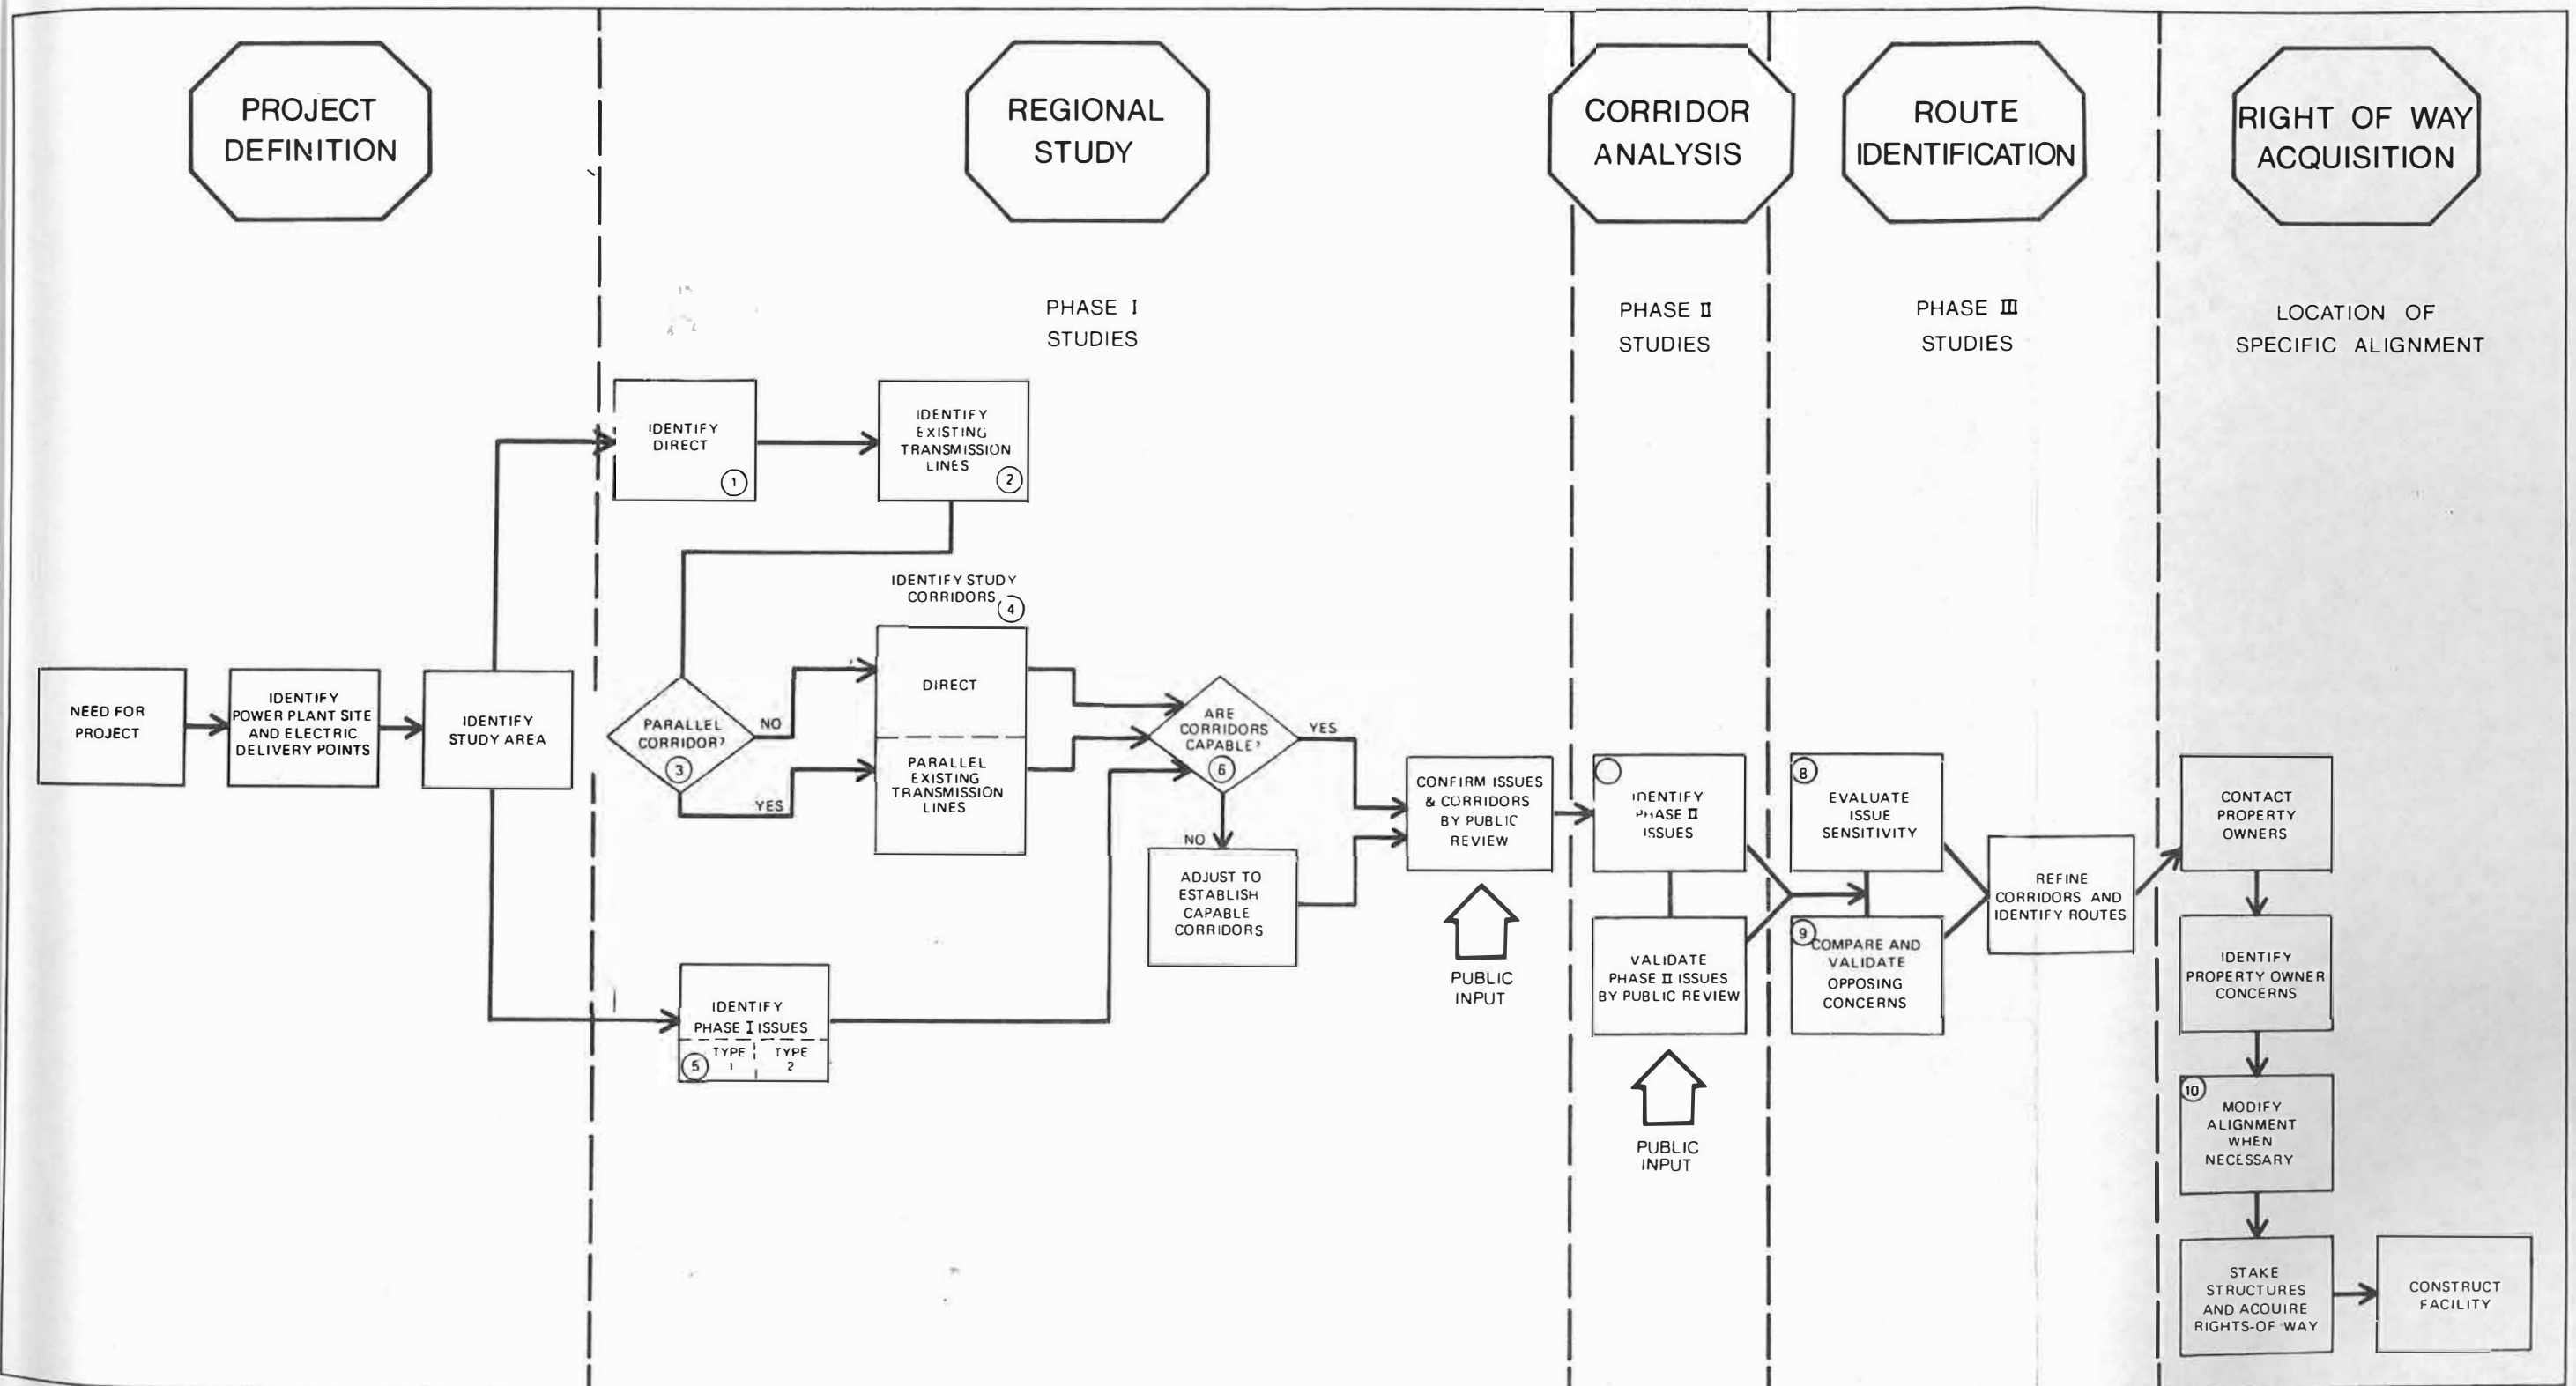 PROJECT
DEFINITION
REGIONAL
STUDY
CORRIDOR
ANALYSIS
ROUTE
IDENTIFICATION
RIGHT OF WAY
ACQUISITION
PHASE I
STUDIES
PHASE II
STUDIES
PHASE III
STUDIES
LOCATION OF
SPECIFIC ALIGNMENT
NEED FOR
PROJECT
IDENTIFY
POWER PLANT SITE
AND ELECTRIC
DELIVERY POINTS
IDENTIFY
STUDY AREA
IDENTIFY
DIRECT
1
IDENTIFY
EXISTING
TRANSMISSION
LINES
2
PARALLEL
CORRIDOR?
3
NO
YES
IDENTIFY STUDY
CORRIDORS
4
DIRECT
PARALLEL
EXISTING
TRANSMISSION
LINES
IDENTIFY
PHASE I ISSUES
5
TYPE
1
TYPE
2
ARE
CORRIDORS
CAPABLE?
6
YES
NO
ADJUST TO
ESTABLISH
CAPABLE
CORRIDORS
CONFIRM ISSUES
& CORRIDORS
BY PUBLIC
REVIEW
PUBLIC
INPUT
IDENTIFY
PHASE II
ISSUES
VALIDATE
PHASE II ISSUES
BY PUBLIC REVIEW
PUBLIC
INPUT
8
EVALUATE
ISSUE
SENSITIVITY
9
COMPARE AND
VALIDATE
OPPOSING
CONCERNS
REFINE
CORRIDORS AND
IDENTIFY ROUTES
CONTACT
PROPERTY
OWNERS
IDENTIFY
PROPERTY OWNER
CONCERNS
10
MODIFY
ALIGNMENT
WHEN
NECESSARY
STAKE
STRUCTURES
AND ACQUIRE
RIGHTS-OF WAY
CONSTRUCT
FACILITY